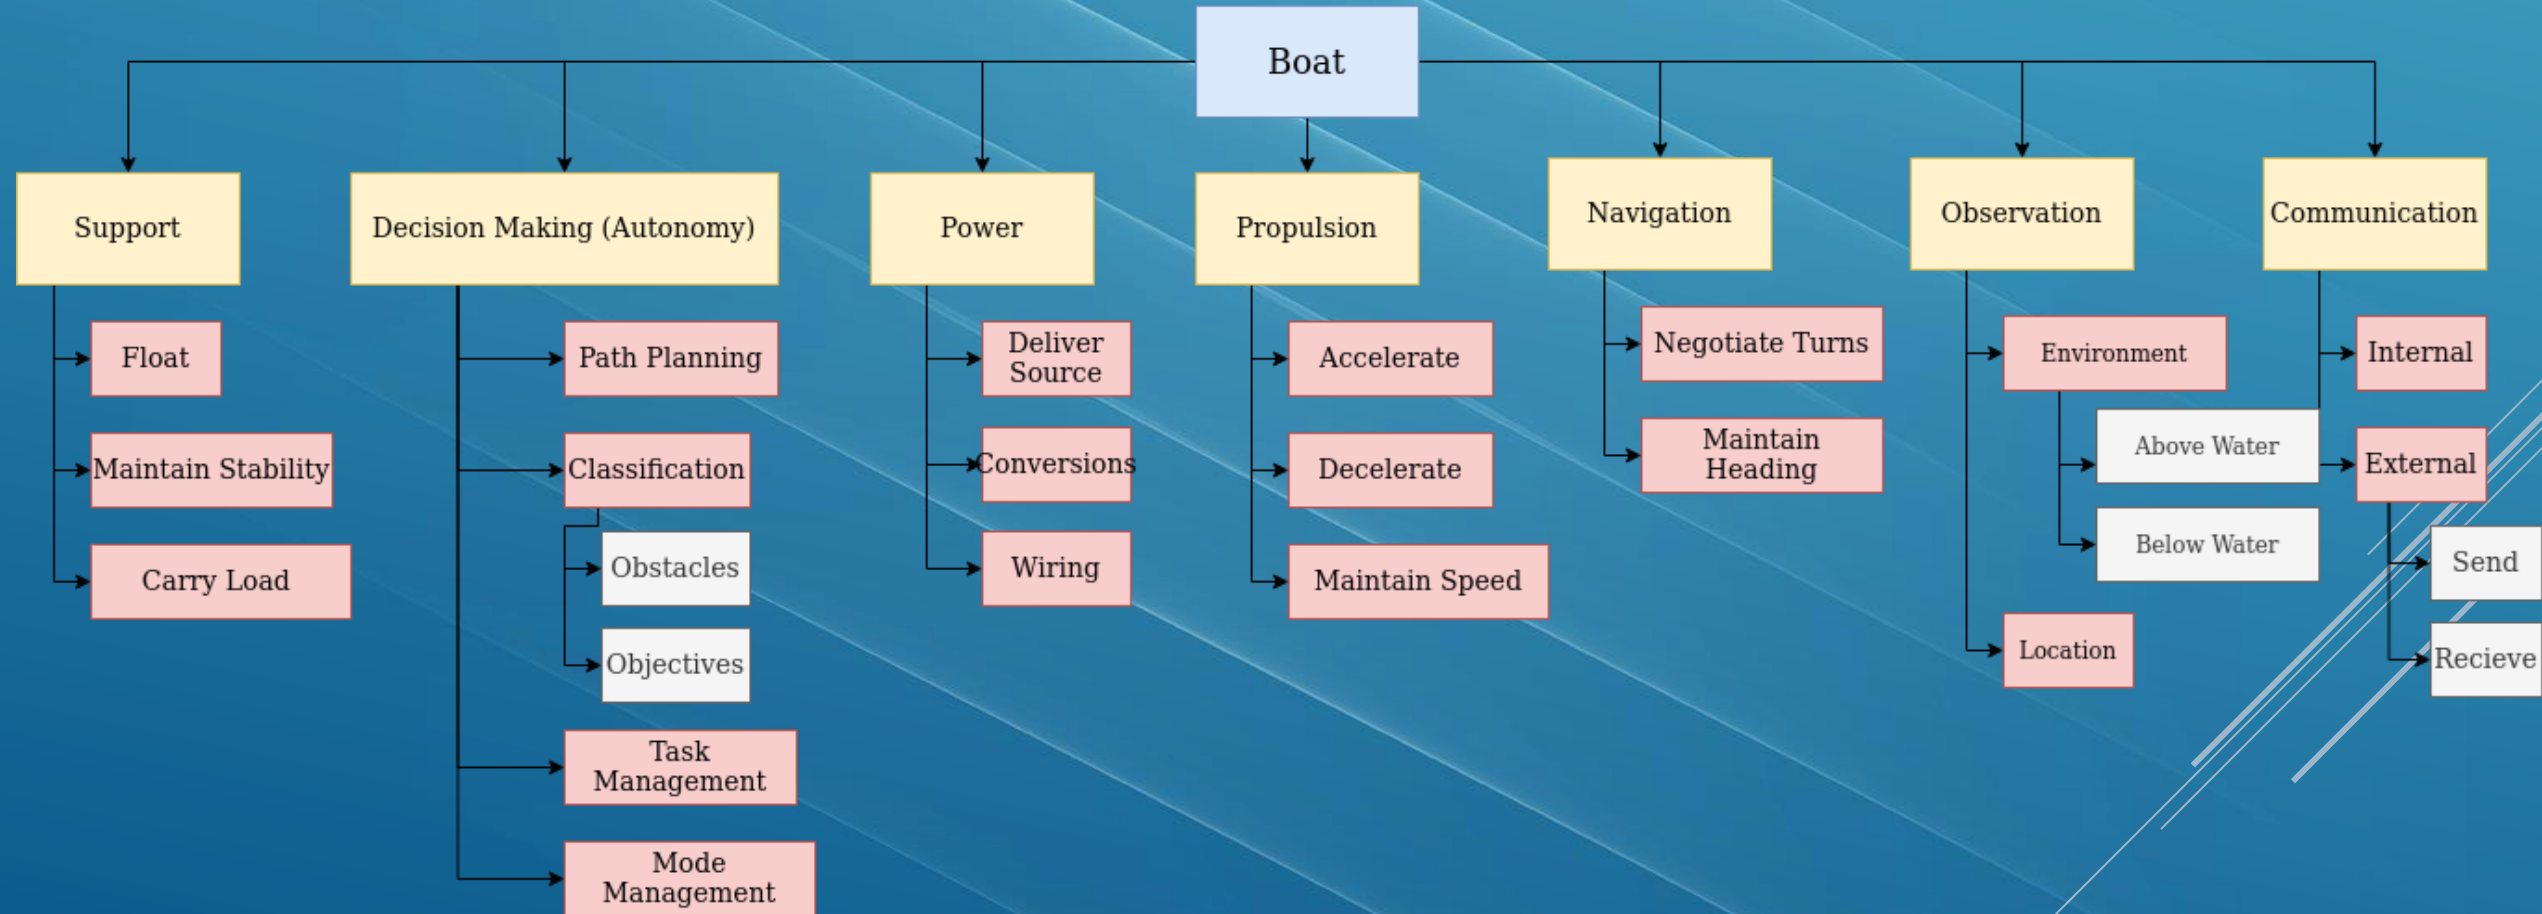 Boat
Support
Decision Making (Autonomy)
Power
Propulsion
Navigation
Observation
Communication
Float
Maintain Stability
Carry Load
Path Planning
Classification
Obstacles
Objectives
Task
Management
Mode
Management
Deliver
Source
Conversions
Wiring
Accelerate
Decelerate
Maintain Speed
Negotiate Turns
Maintain
Heading
Environment
Above Water
Below Water
Location
Internal
External
Send
Recieve